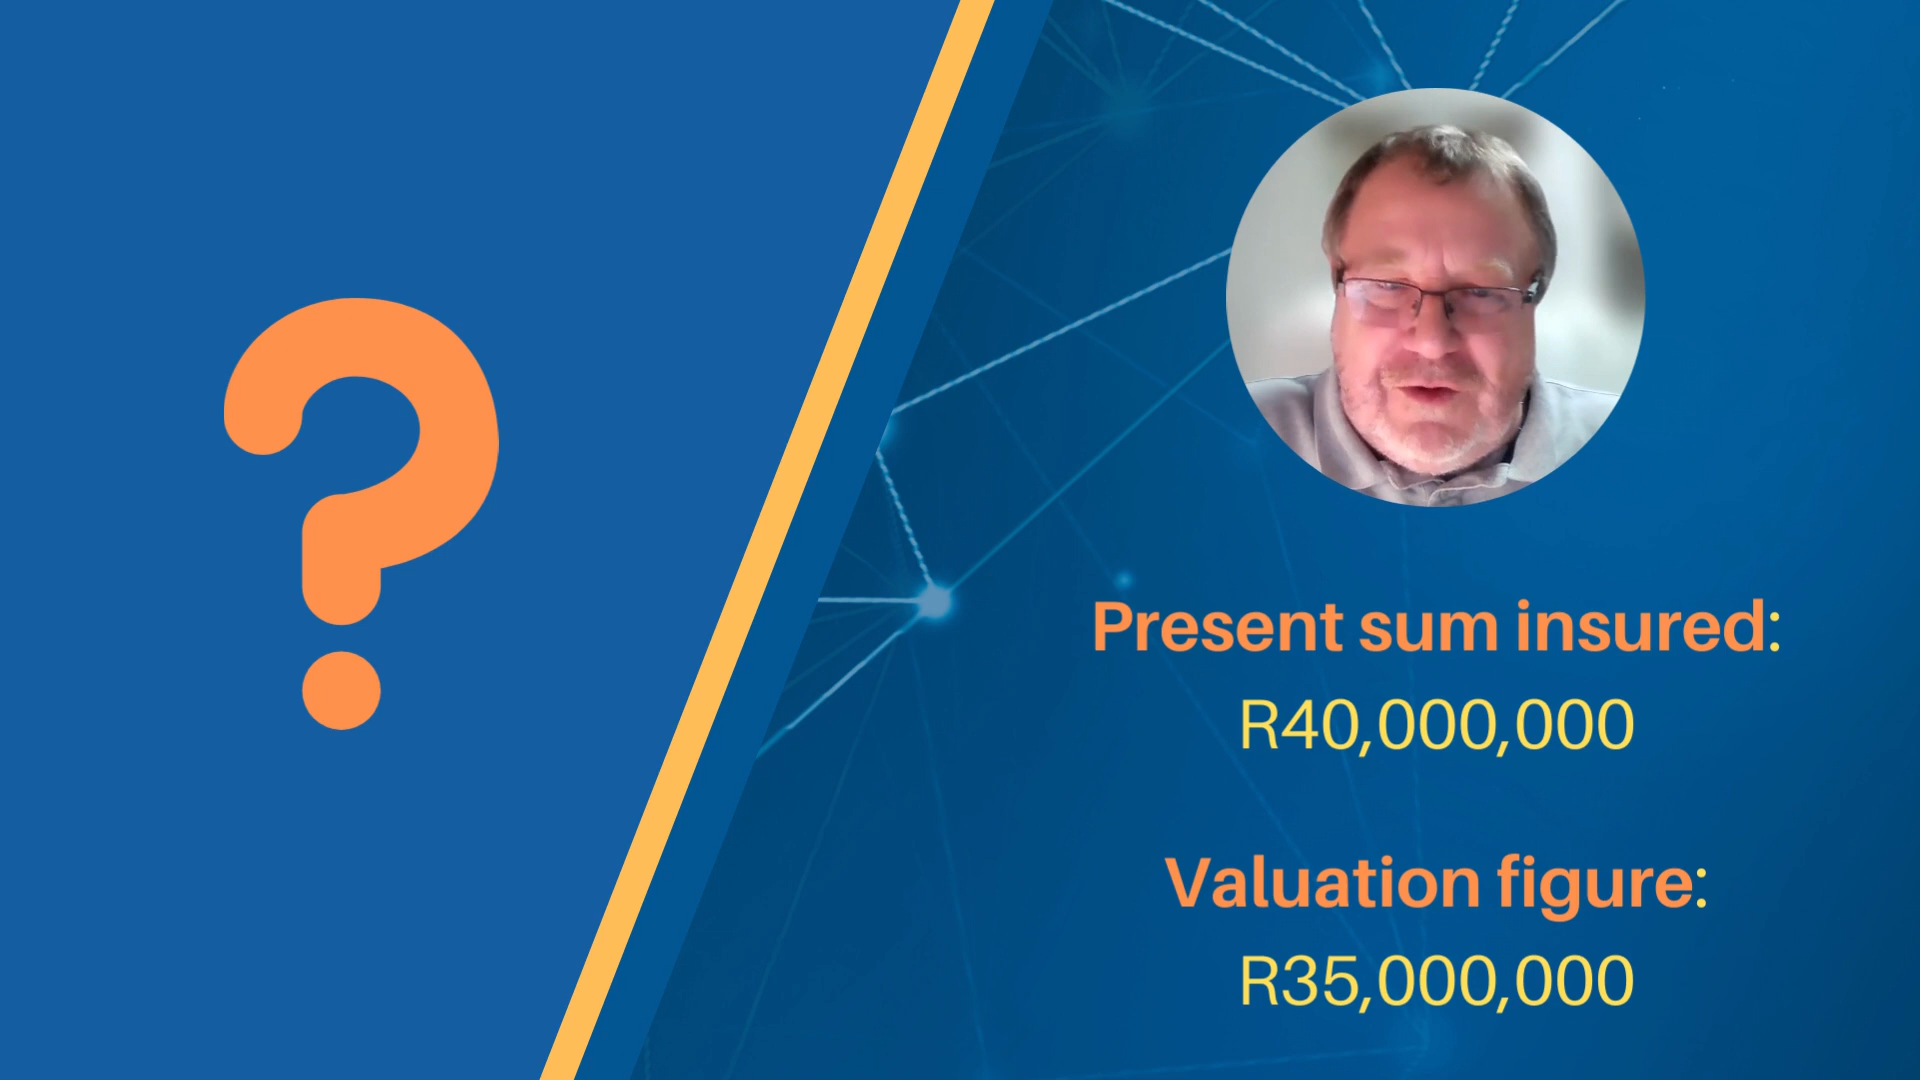 ?
Present sum insured:
R40,000,000
Valuation figure:
R35,000,000